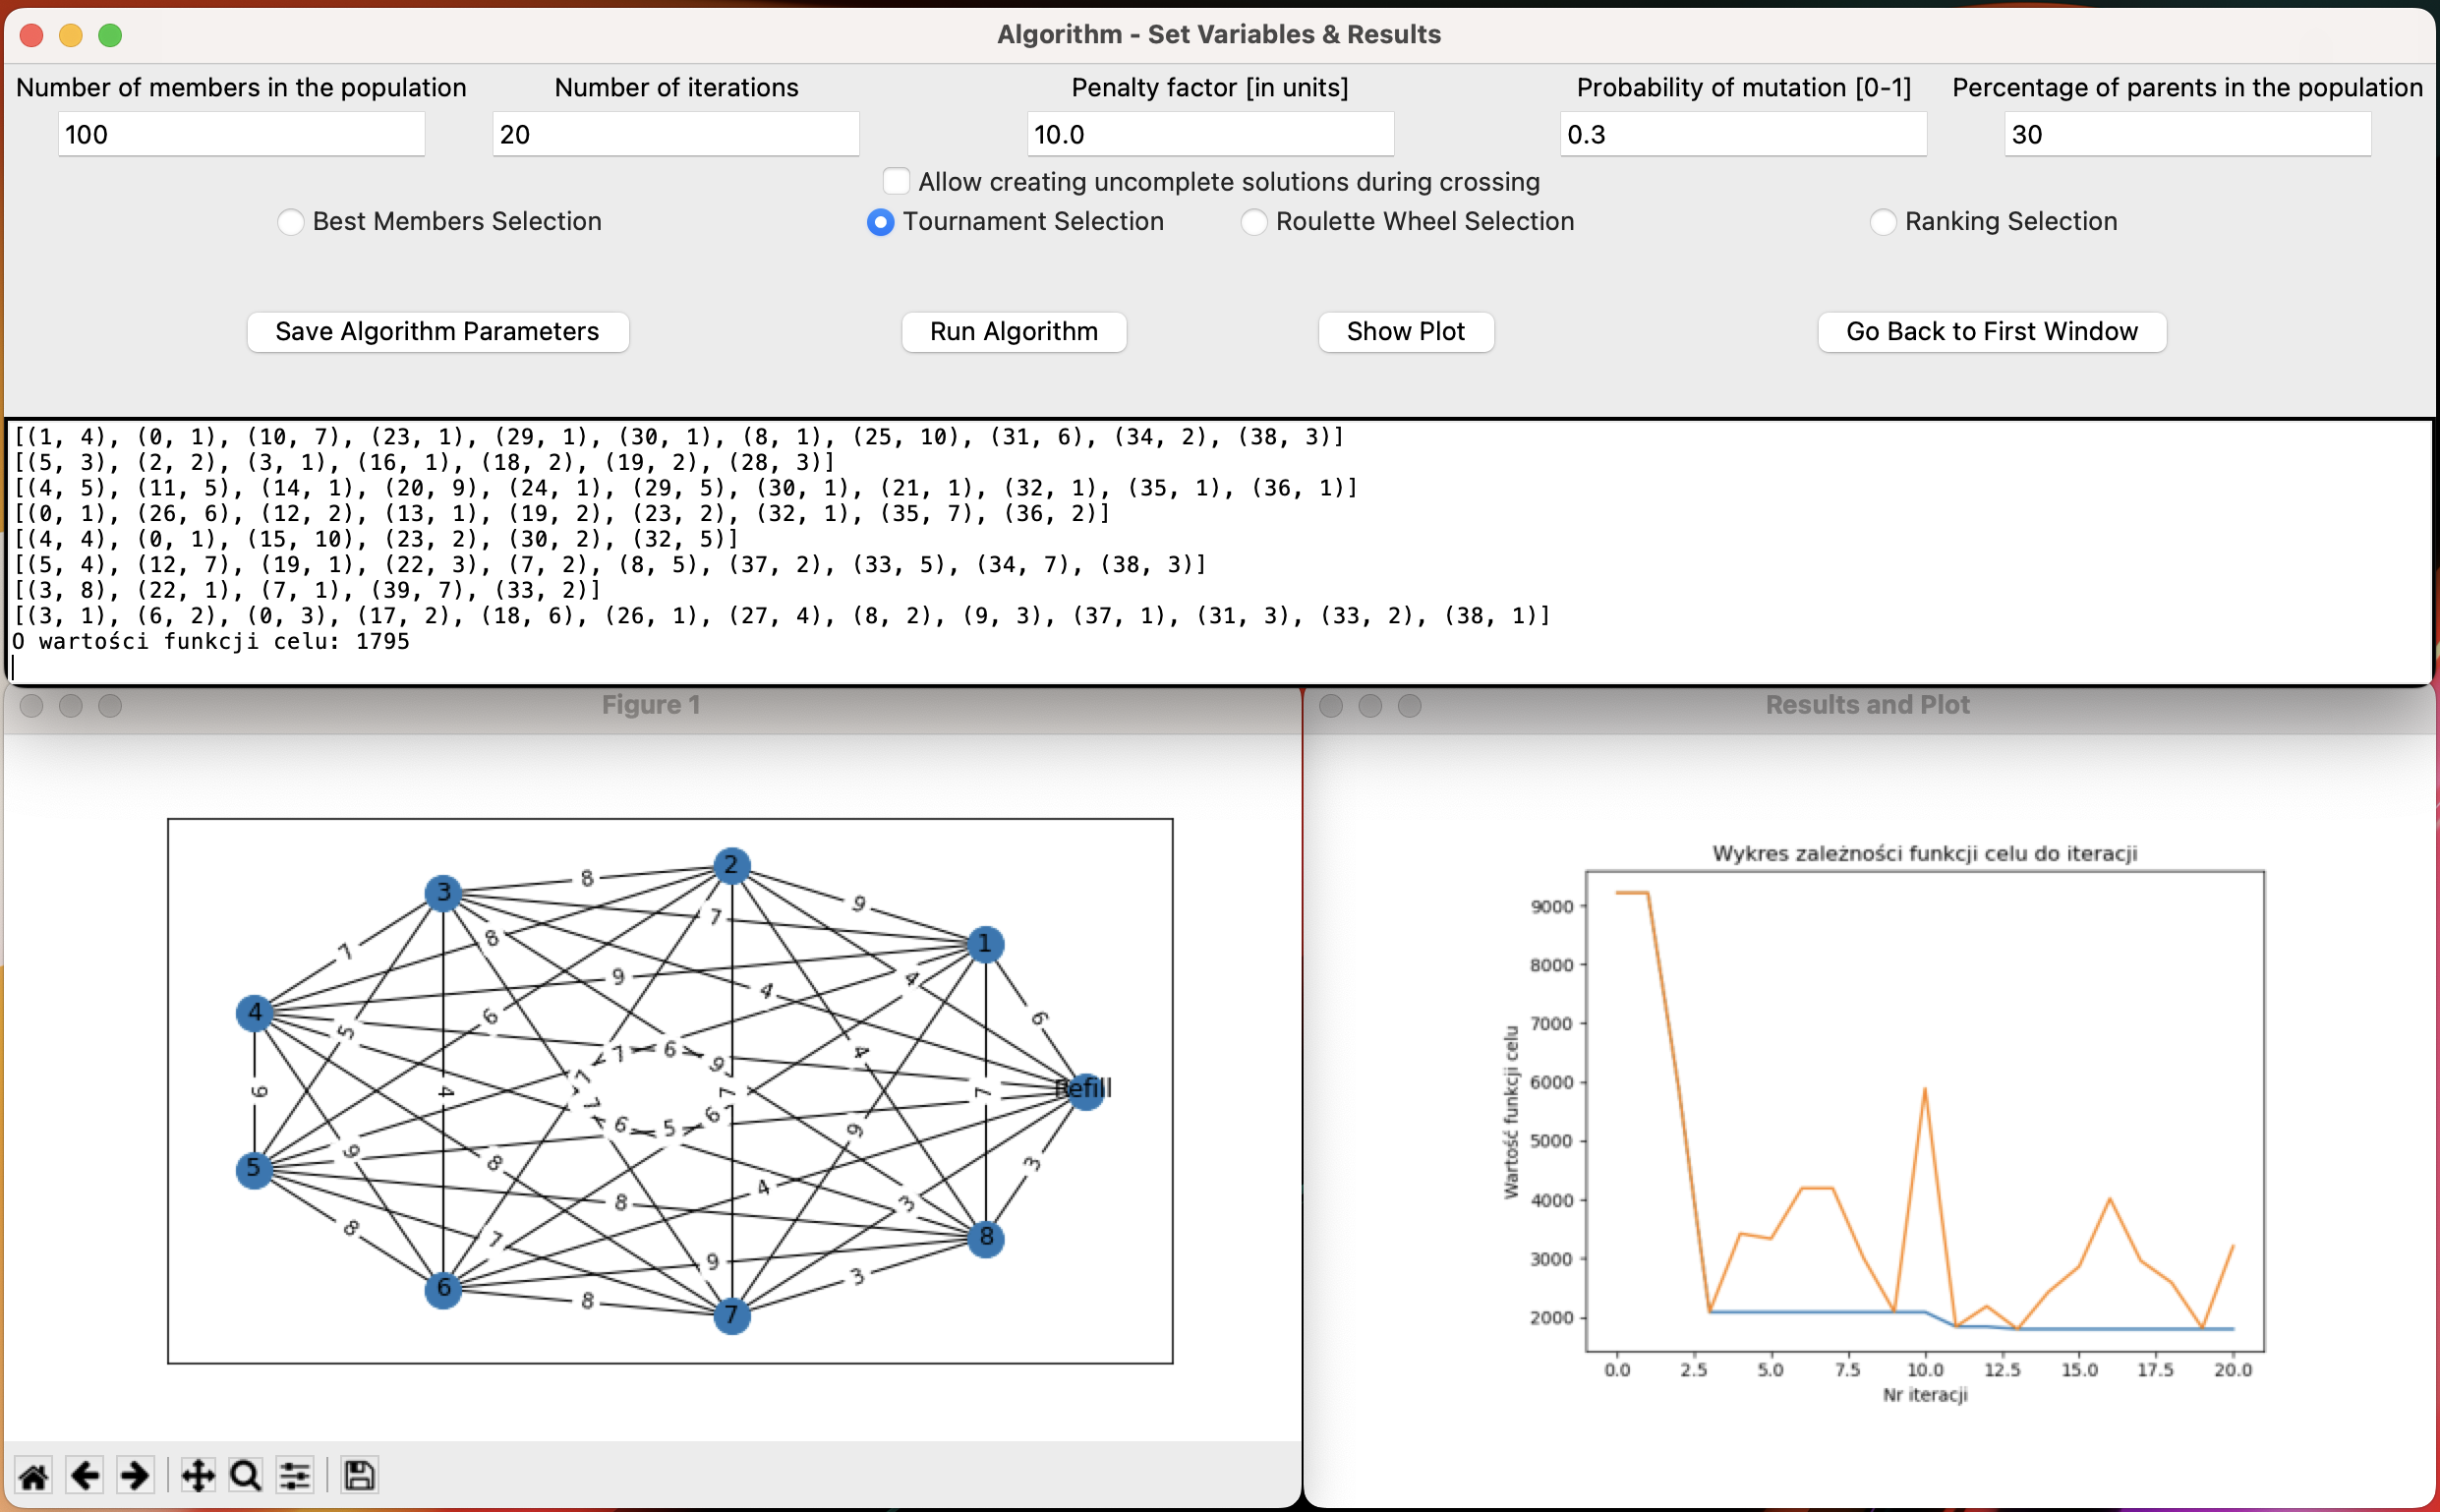 Algorithm - Set Variables & Results
Number of members in the population
Number of iterations
Penalty factor [in units]
Probability of mutation [0-1]
Percentage of parents in the population
100
20
10.0
0.3
30
Allow creating uncomplete solutions during crossing
Best Members Selection
Tournament Selection
Roulette Wheel Selection
Ranking Selection
Save Algorithm Parameters
Run Algorithm
Show Plot
Go Back to First Window
[(1, 4), (0, 1), (10, 7), (23, 1), (29, 1), (30, 1), (8, 1), (25, 10), (31, 6), (34, 2), (38, 3)]
[(5, 3), (2, 2), (3, 1), (16, 1), (18, 2), (19, 2), (28, 3)]
[(4, 5), (11, 5), (14, 1), (20, 9), (24, 1), (29, 5), (30, 1), (21, 1), (32, 1), (35, 1), (36, 1)]
[(0, 1), (26, 6), (12, 2), (13, 1), (19, 2), (23, 2), (32, 1), (35, 7), (36, 2)]
[(4, 4), (0, 1), (15, 10), (23, 2), (30, 2), (32, 5)]
[(5, 4), (12, 7), (19, 1), (22, 3), (7, 2), (8, 5), (37, 2), (33, 5), (34, 7), (38, 3)]
[(3, 8), (22, 1), (7, 1), (39, 7), (33, 2)]
[(3, 1), (6, 2), (0, 3), (17, 2), (18, 6), (26, 1), (27, 4), (8, 2), (9, 3), (37, 1), (31, 3), (33, 2), (38, 1)]
O wartości funkcji celu: 1795
Figure 1
2
8
3
9
7
8
1
7
9
4
4
4
6
6
5
7
6
9
4
Refill
4
7
7
7
7
6
5
6
5
9
8
3
4
3
8
8
8
7
9
6
3
8
7
Results and Plot
Wykres zależności funkcji celu do iteracji
9000
8000
7000
6000
5000
4000
3000
2000
Wartość funkcji celu
0.0
2.5
5.0
7.5
10.0
12.5
15.0
17.5
20.0
Nr iteracji